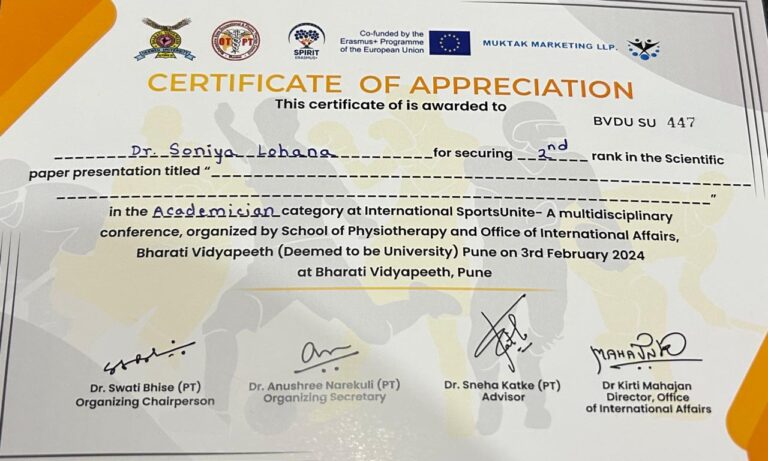 SPIRIT
ERASMUS+
Co-funded by the
Erasmus+ Programme
of the European Union
MUKTAK MARKETING LLP.
CERTIFICATE OF APPRECIATION
This certificate of is awarded to
BVDU SU 447
Dr. Soniya Lohana for securing 2nd rank in the Scientific
paper presentation titled “
”
in the Academician category at International SportsUnite- A multidisciplinary
conference, organized by School of Physiotherapy and Office of International Affairs,
Bharati Vidyapeeth (Deemed to be University) Pune on 3rd February 2024
at Bharati Vidyapeeth, Pune
MAHAJNK
Dr. Swati Bhise (PT)
Organizing Chairperson
Dr. Anushree Narekuli (PT)
Organizing Secretary
Dr. Sneha Katke (PT)
Advisor
Dr Kirti Mahajan
Director, Office
of International Affairs